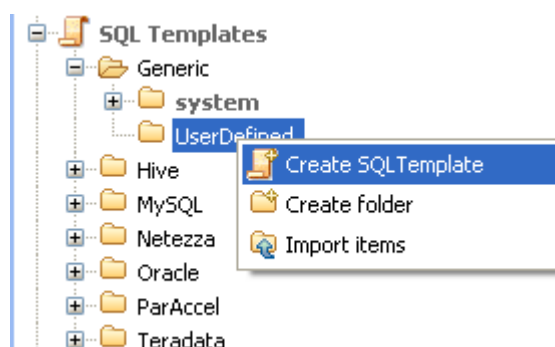 SQL Templates
Generic
system
UserDefined
Create SQLTemplate
Hive
Create folder
MySQL
Import items
Netezza
Oracle
ParAccel
Teradata